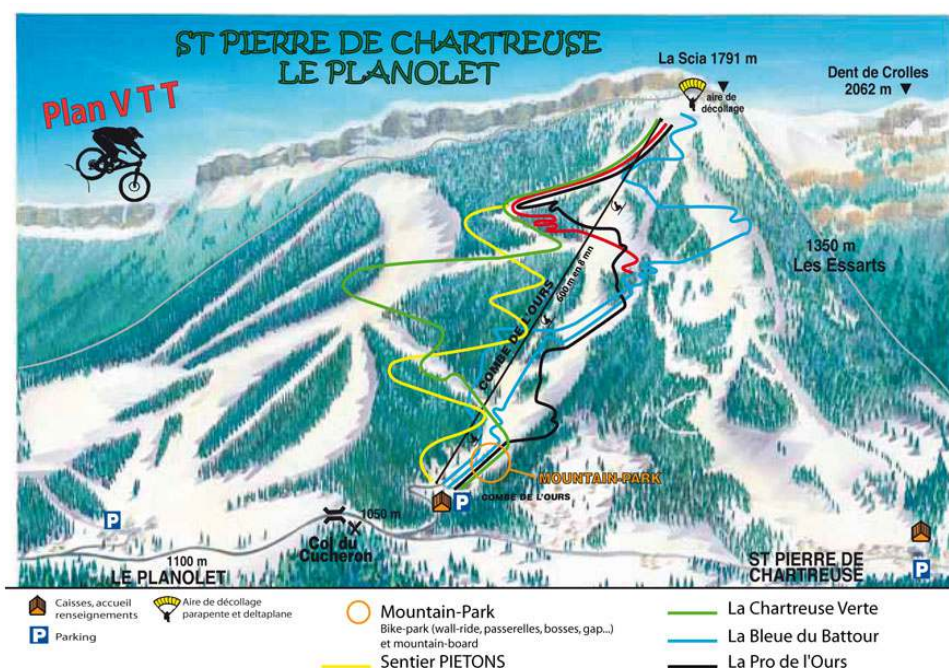 ST PIERRE DE CHARTREUSE
LE PLANOLET
Plan VTT
La Scia 1791 m
aire de
décollage
Dent de Crolles
2062 m
1350 m
Les Essarts
600 m en 8 mn
COMBE DE L'OURS
MOUNTAIN-PARK
P
COMBE DE L'OURS
P
1050 m
Col du
Cucheron
1100 m
LE PLANOLET
ST PIERRE DE
CHARTREUSE
P
Caisses, accueil
renseignements
Aire de décollage
parapente et deltaplane
P Parking
Mountain-Park
Bike-park (wall-ride, passerelles, bosses, gap...)
et mountain-board
Sentier PIETONS
La Chartreuse Verte
La Bleue du Battour
La Pro de l'Ours